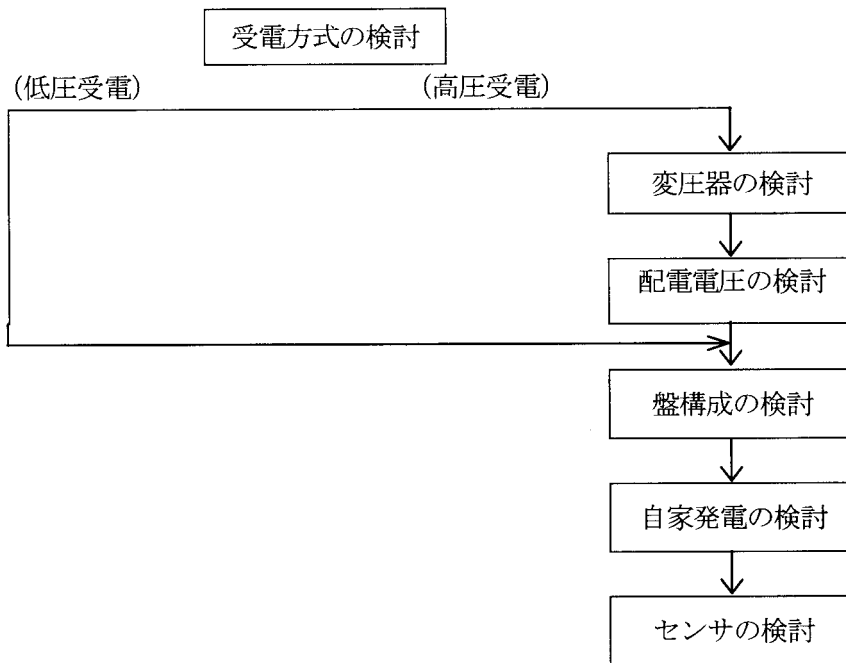 受電方式の検討
(低圧受電)
(高圧受電)
変圧器の検討
配電電圧の検討
盤構成の検討
自家発電の検討
センサの検討